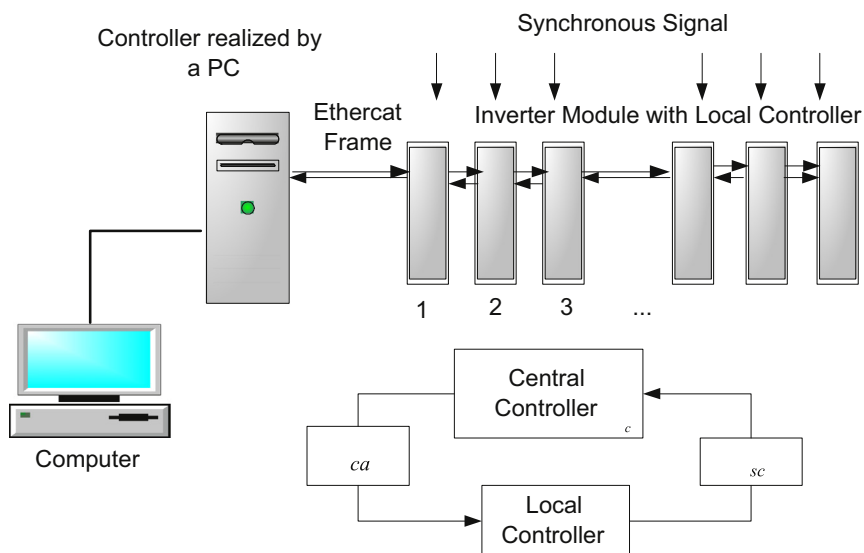 Synchronous Signal
Controller realized by
a PC
Ethercat
Frame
Inverter Module with Local Controller
1 2 3 ...
Computer
Central
Controller
c
ca
sc
Local
Controller